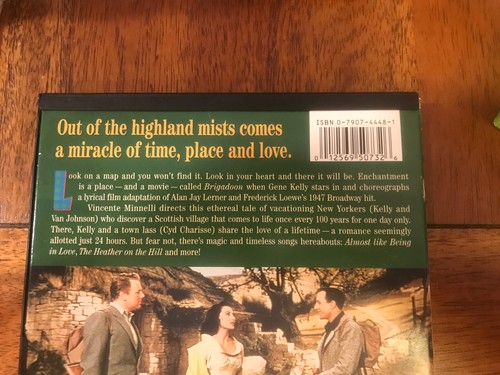 Out of the highland mists comes
a miracle of time, place and love.
ISBN 0-7907-4448-1
0 12569 50732 6
Look on a map and you won't find it. Look in your heart and there it will be. Enchantment
is a place — and a movie — called Brigadoon when Gene Kelly stars in and choreographs
a lyrical film adaptation of Alan Jay Lerner and Frederick Loewe's 1947 Broadway hit.
Vincente Minnelli directs this ethereal tale of vacationing New Yorkers (Kelly and
Van Johnson) who discover a Scottish village that comes to life once every 100 years for one day only.
There, Kelly and a town lass (Cyd Charisse) share the love of a lifetime — a romance seemingly
allotted just 24 hours. But fear not, there's magic and timeless songs hereabouts: Almost like Being
in Love, The Heather on the Hill and more!